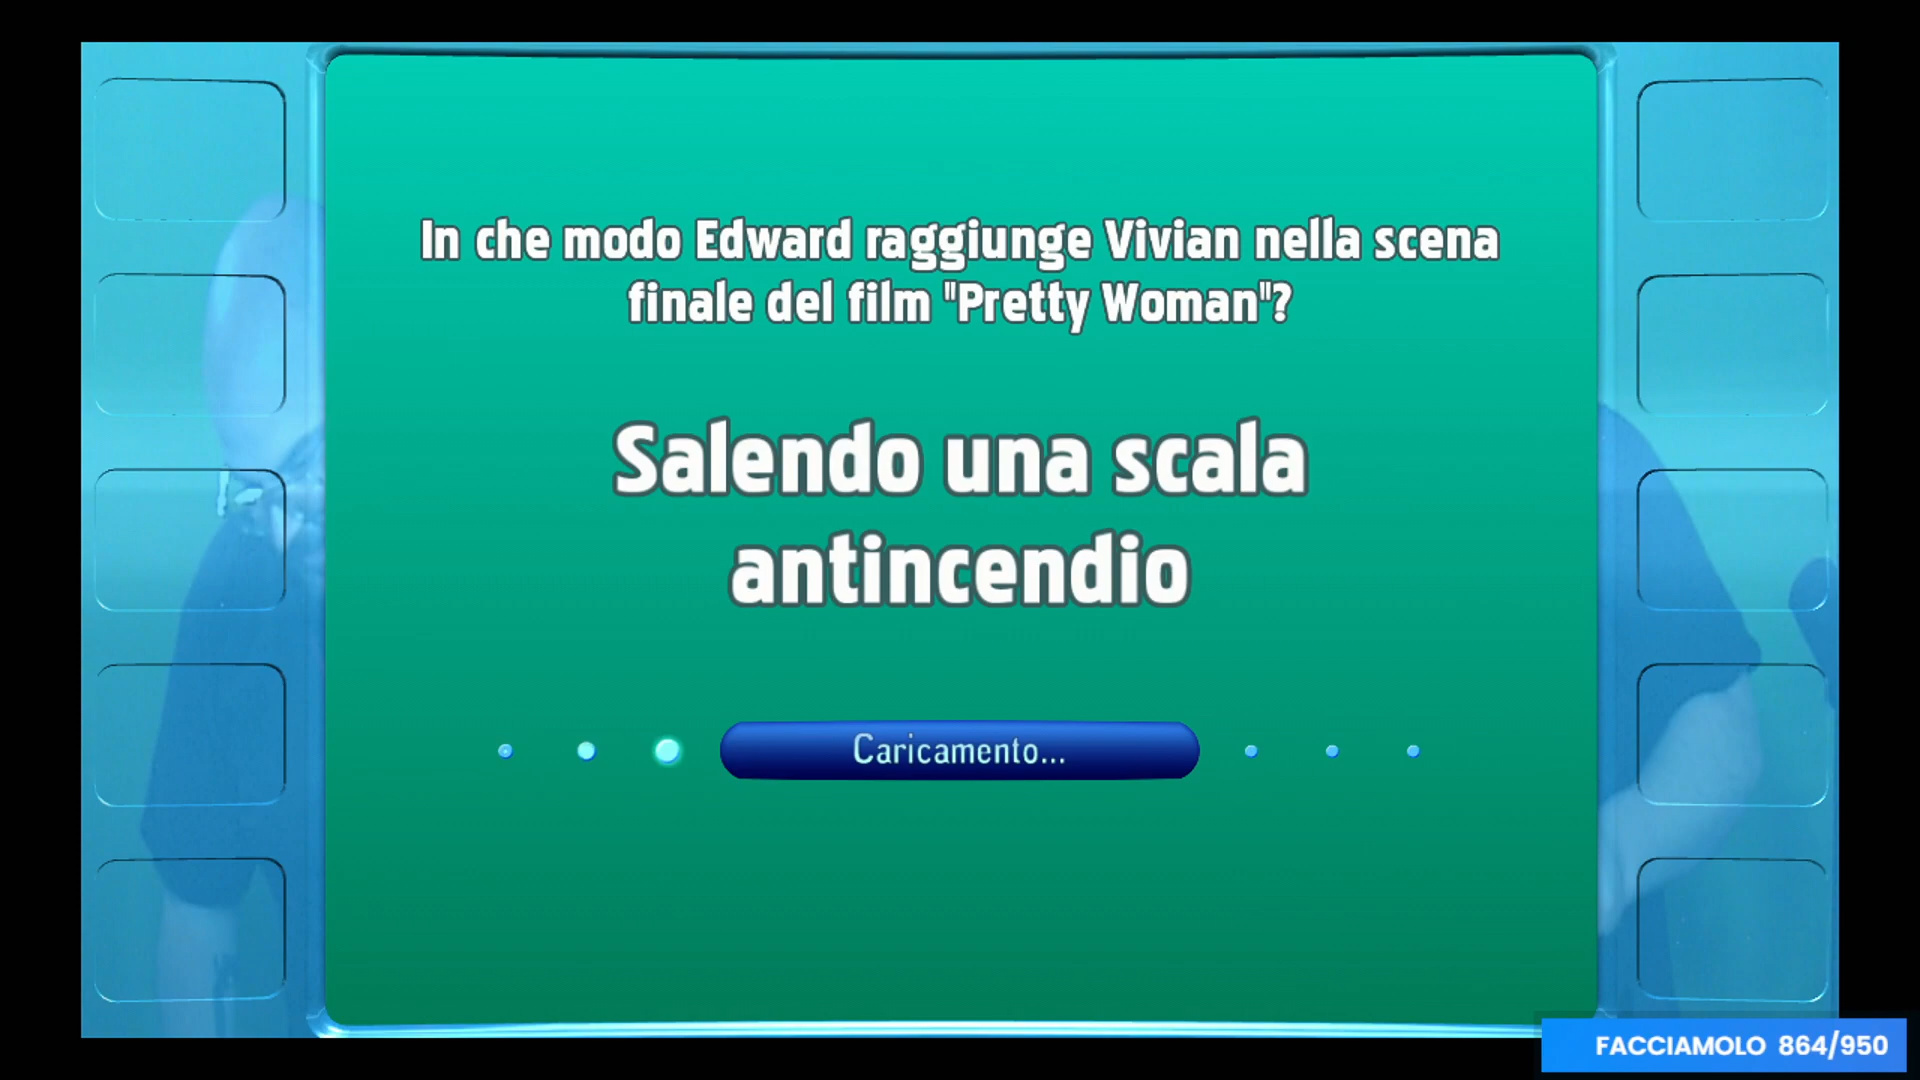 In che modo Edward raggiunge Vivian nella scena
finale del film "Pretty Woman"?
Salendo una scala
antincendio
Caricamento...
FACCIAMOLO 864/950